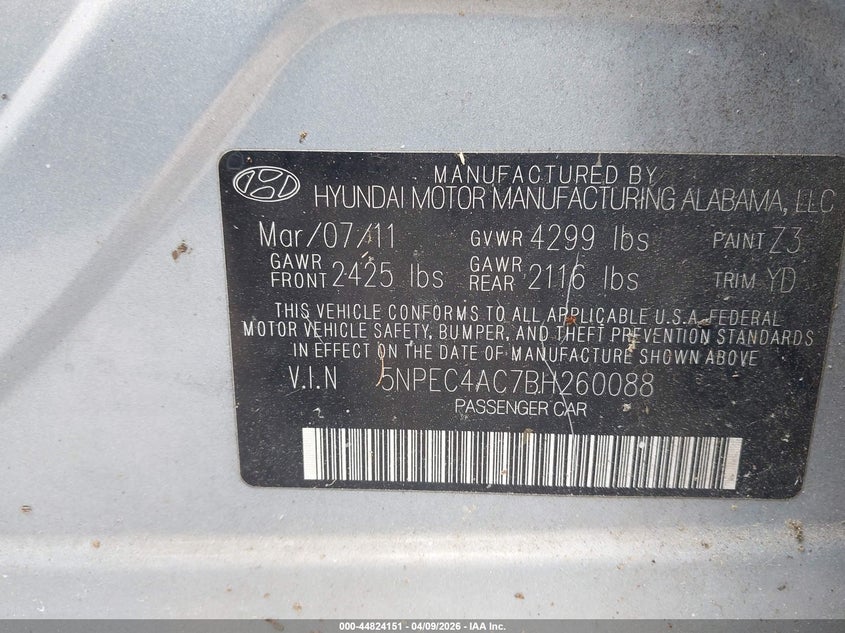 MANUFACTURED BY
HYUNDAI MOTOR MANUFACTURING ALABAMA, LLC
Mar/07/11 GVWR 4299 lbs PAINT Z3
GAWR FRONT 2425 lbs GAWR REAR 2116 lbs TRIM YD
THIS VEHICLE CONFORMS TO ALL APPLICABLE U.S.A. FEDERAL
MOTOR VEHICLE SAFETY, BUMPER, AND THEFT PREVENTION STANDARDS
IN EFFECT ON THE DATE OF MANUFACTURE SHOWN ABOVE
V.I.N 5NPEC4AC7BH260088
PASSENGER CAR
000-44824151 - 04/09/2026 - IAA Inc.